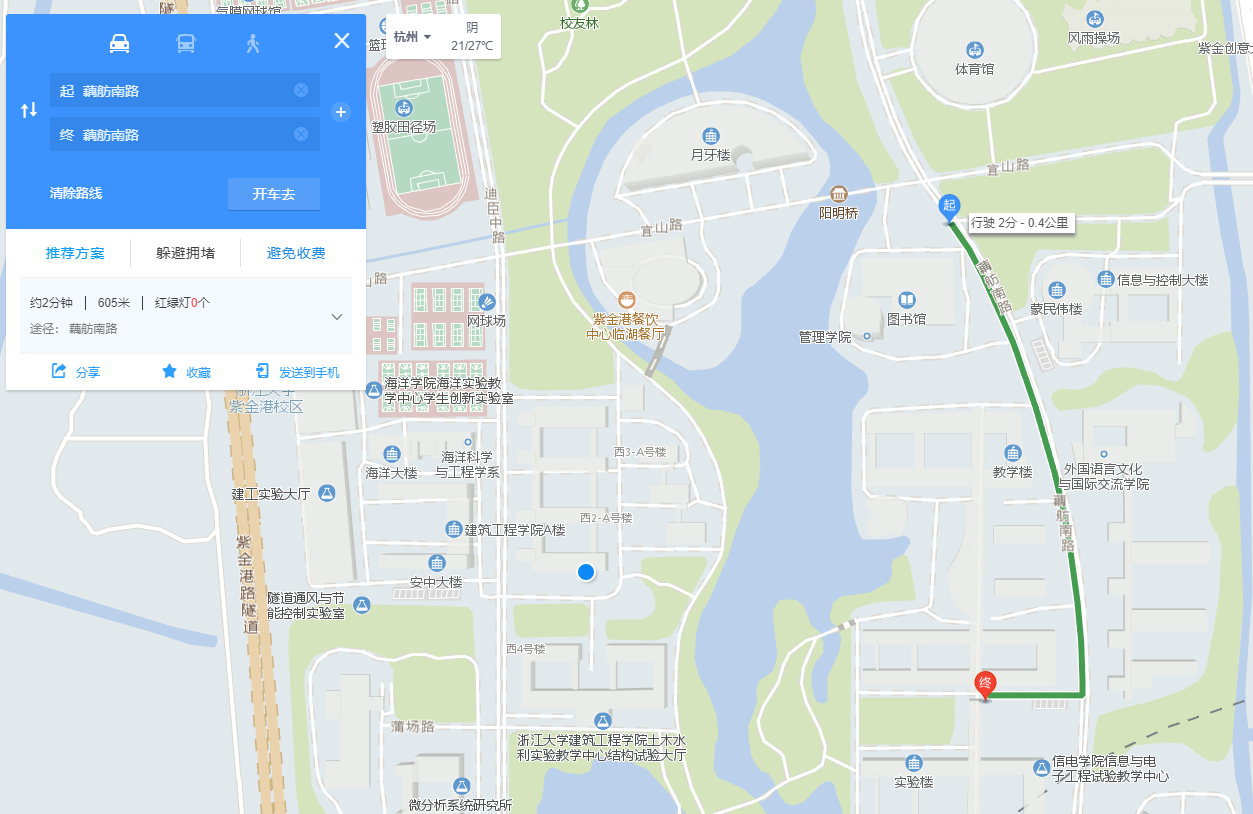 隧
气膜网球馆
路
校友林
风雨操场
紫金创意大
杭州
阴
21/27℃
篮球
体育馆
起 藕舫南路
终 藕舫南路
清除路线
开车去
塑胶田径场
月牙楼
宜山路
迪臣中路
阳明桥
起
行驶 2分 - 0.4公里
宜山路
推荐方案
躲避拥堵
避免收费
山路
藕舫南路
信息与控制大楼
约2分钟
605米
红绿灯0个
途径： 藕舫南路
网球场
紫金港餐饮
中心临湖餐厅
图书馆
蒙民伟楼
管理学院
分享
收藏
发送到手机
浙江大学
紫金港校区
海洋学院海洋实验教
学中心学生创新实验室
海洋大楼
海洋科学
与工程学系
西3-A号楼
教学楼
外国语言文化
与国际交流学院
建工实验大厅
建筑工程学院A楼
西2-A号楼
藕舫南路
紫金港路隧道
安中大楼
隧道通风与节
能控制实验室
西4号楼
终
蒲场路
浙江大学建筑工程学院土木水
利实验教学中心结构试验大厅
信电学院信息与电
子工程试验教学中心
实验楼
微分析系统研究所